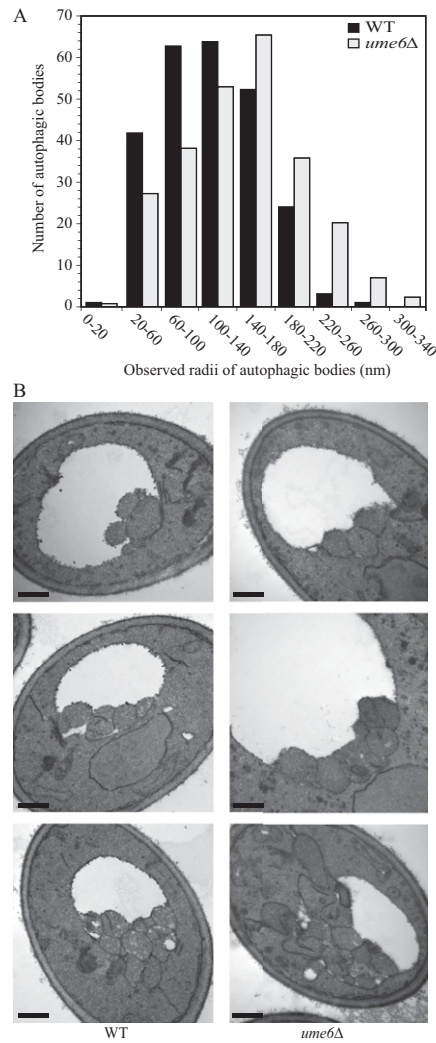 A
WT
ume6Δ
Number of autophagic bodies
70
60
50
40
30
20
10
0
0-20
20-60
60-100
100-140
140-180
180-220
220-260
260-300
300-340
Observed radii of autophagic bodies (nm)
B
WT
ume6Δ